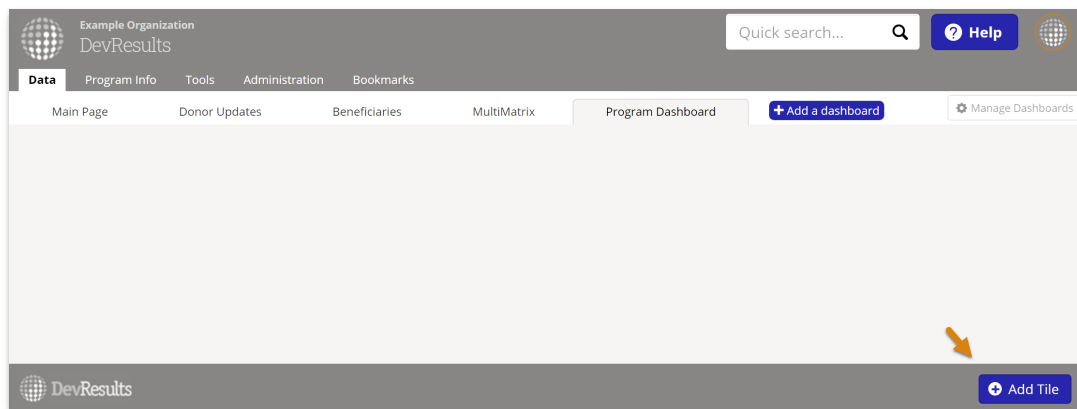 Example Organization
DevResults
Quick search...
Help
Data Program Info Tools Administration Bookmarks
Main Page Donor Updates Beneficiaries MultiMatrix Program Dashboard + Add a dashboard Manage Dashboards
DevResults
Add Tile